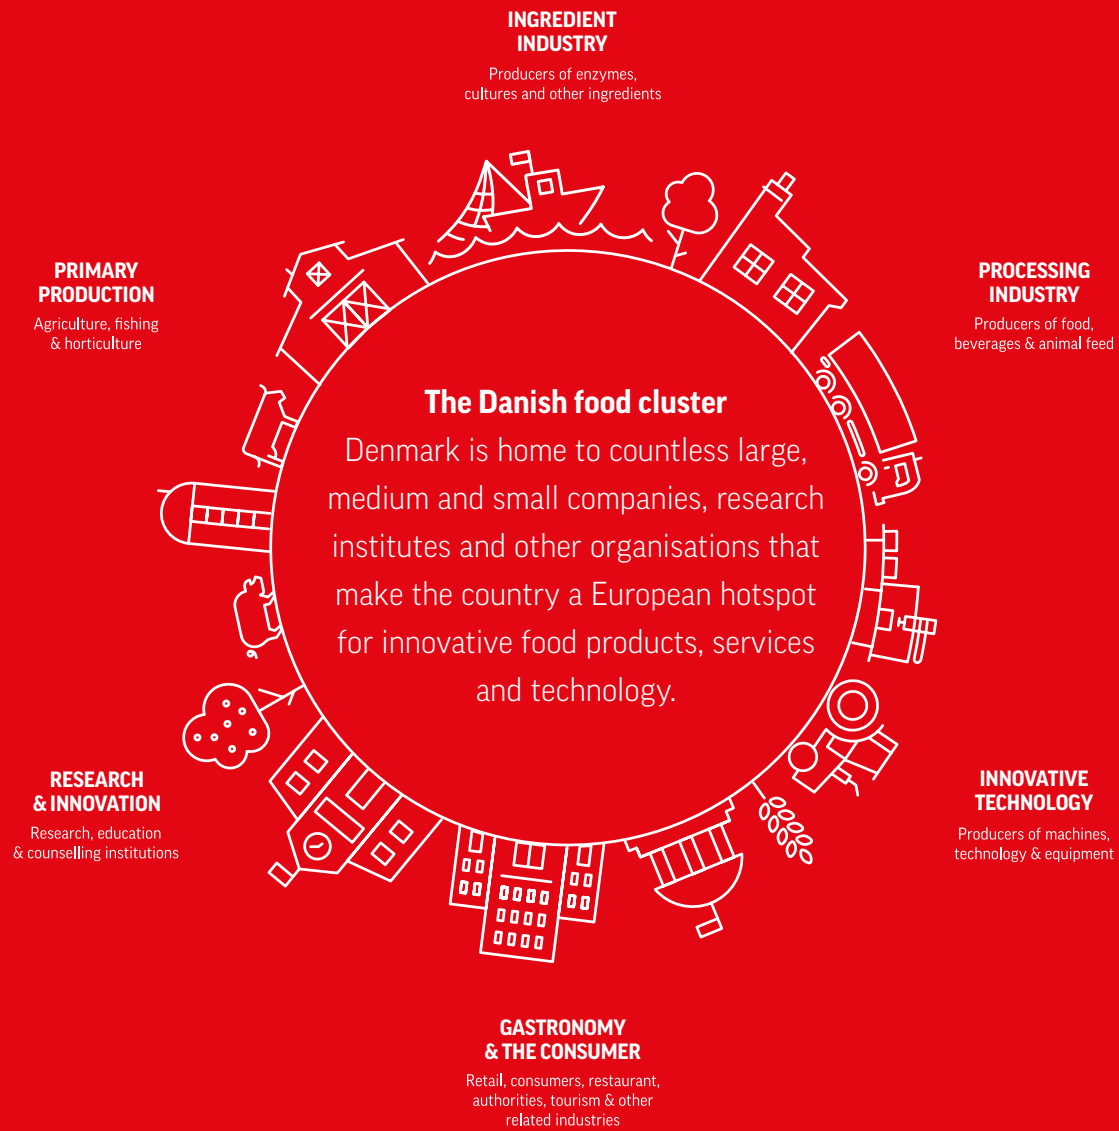 INGREDIENT
INDUSTRY
Producers of enzymes,
cultures and other ingredients
PRIMARY
PRODUCTION
Agriculture, fishing
& horticulture
PROCESSING
INDUSTRY
Producers of food,
beverages & animal feed
The Danish food cluster
Denmark is home to countless large,
medium and small companies, research
institutes and other organisations that
make the country a European hotspot
for innovative food products, services
and technology.
RESEARCH
& INNOVATION
Research, education
& counselling institutions
INNOVATIVE
TECHNOLOGY
Producers of machines,
technology & equipment
GASTRONOMY
& THE CONSUMER
Retail, consumers, restaurant,
authorities, tourism & other
related industries